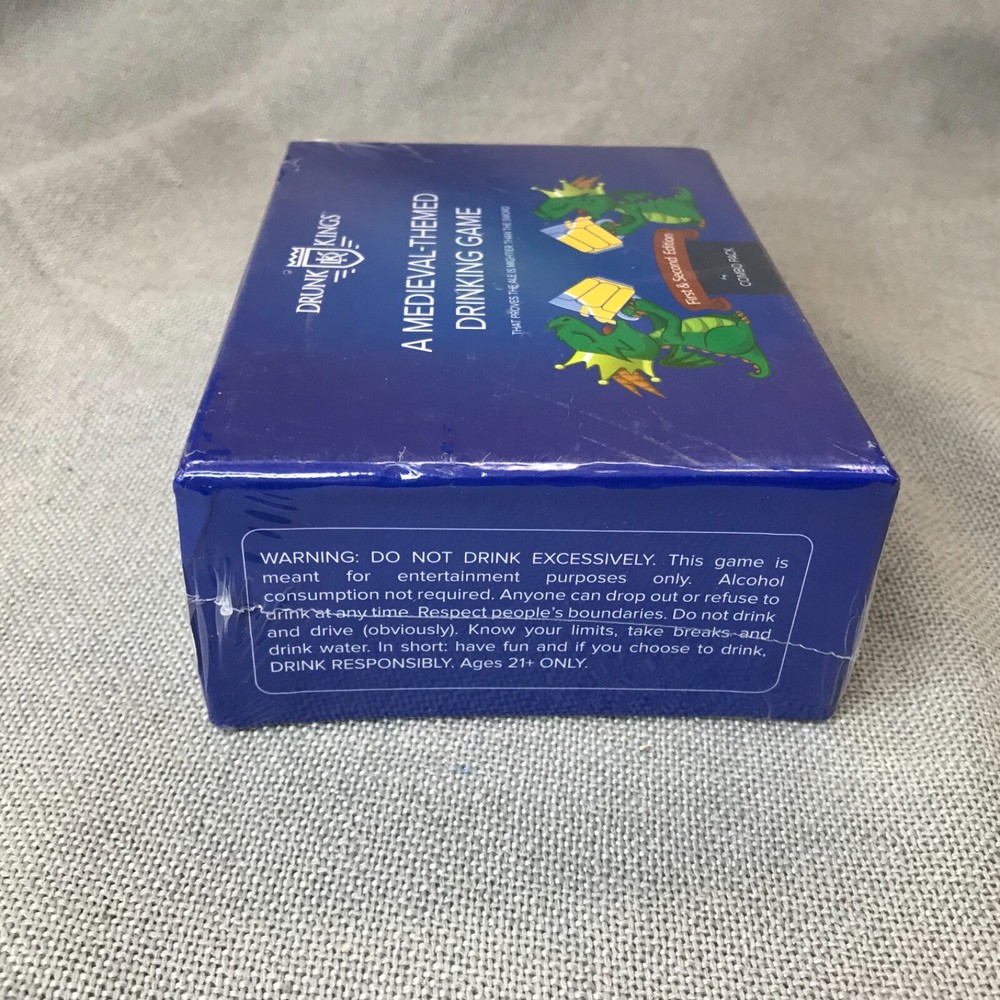 DRUNK DK KINGS
A MEDIEVAL-THEMED
DRINKING GAME
THAT PROVES THE ALE IS MIGHTIER THAN THE SWORD
First & Second Edition
COMBO PACK
WARNING: DO NOT DRINK EXCESSIVELY. This game is
meant for entertainment purposes only. Alcohol
consumption not required. Anyone can drop out or refuse to
drink at any time. Respect people's boundaries. Do not drink
and drive (obviously). Know your limits, take breaks and
drink water. In short: have fun and if you choose to drink,
DRINK RESPONSIBLY. Ages 21+ ONLY.